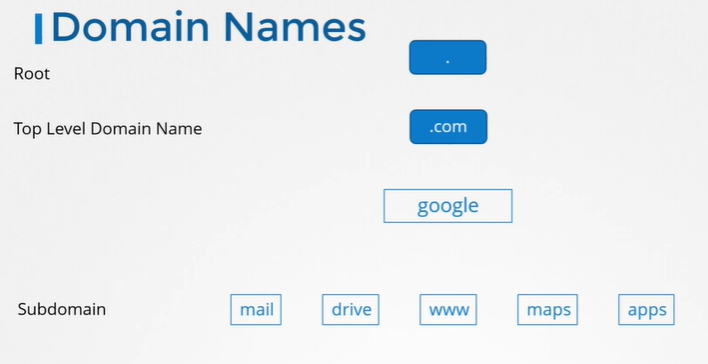 Domain Names
Root
.
Top Level Domain Name
.com
google
Subdomain
mail
drive
www
maps
apps